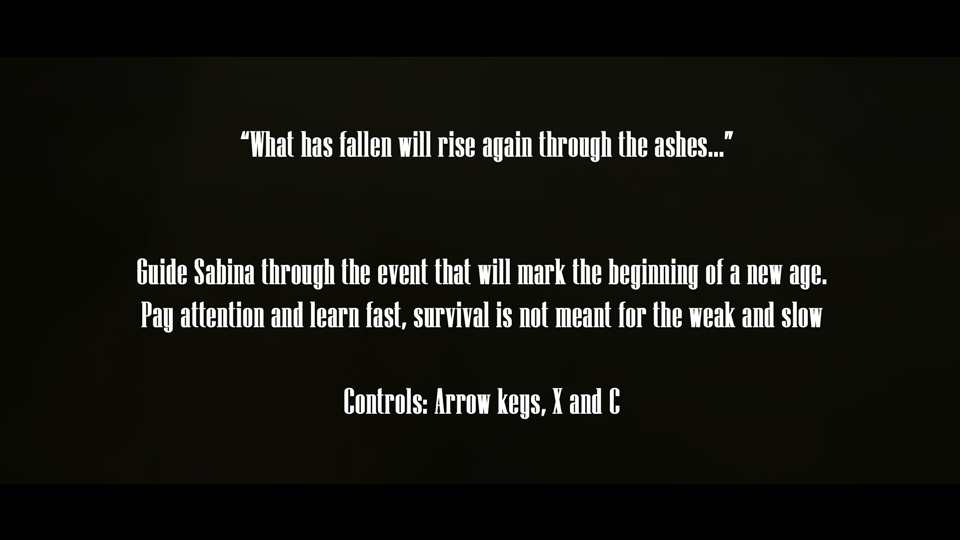 “What has fallen will rise again through the ashes...”
Guide Sabina through the event that will mark the beginning of a new age.
Pay attention and learn fast, survival is not meant for the weak and slow
Controls: Arrow keys, X and C